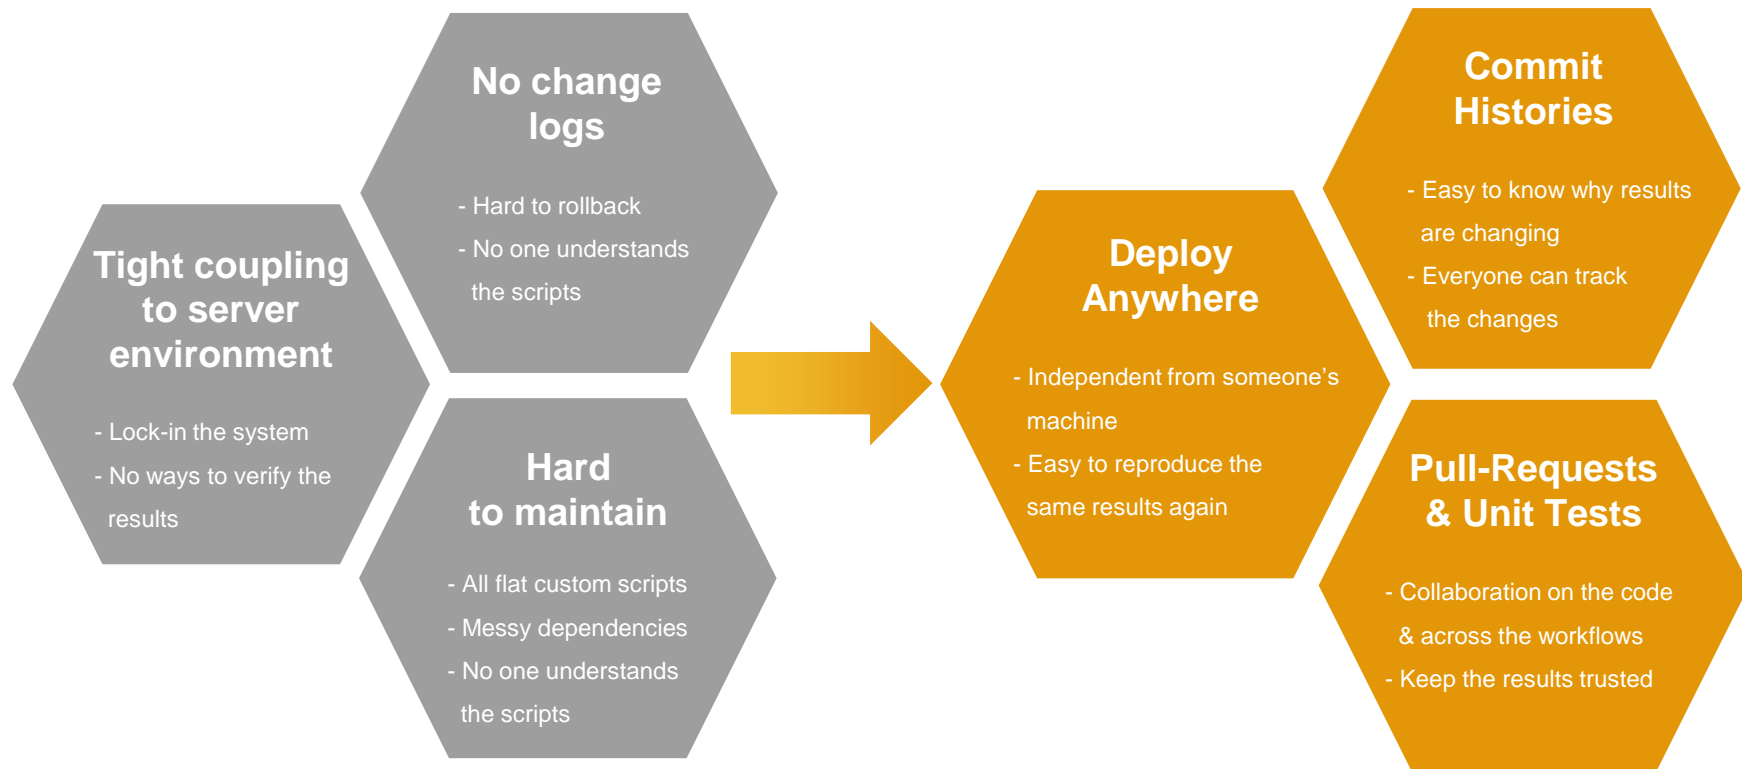 Tight coupling
to server
environment
- Lock-in the system
- No ways to verify the
results
No change
logs
- Hard to rollback
- No one understands
the scripts
Hard
to maintain
- All flat custom scripts
- Messy dependencies
- No one understands
the scripts
Deploy
Anywhere
- Independent from someone’s
machine
- Easy to reproduce the
same results again
Commit
Histories
- Easy to know why results
are changing
- Everyone can track
the changes
Pull-Requests
& Unit Tests
- Collaboration on the code
& across the workflows
- Keep the results trusted